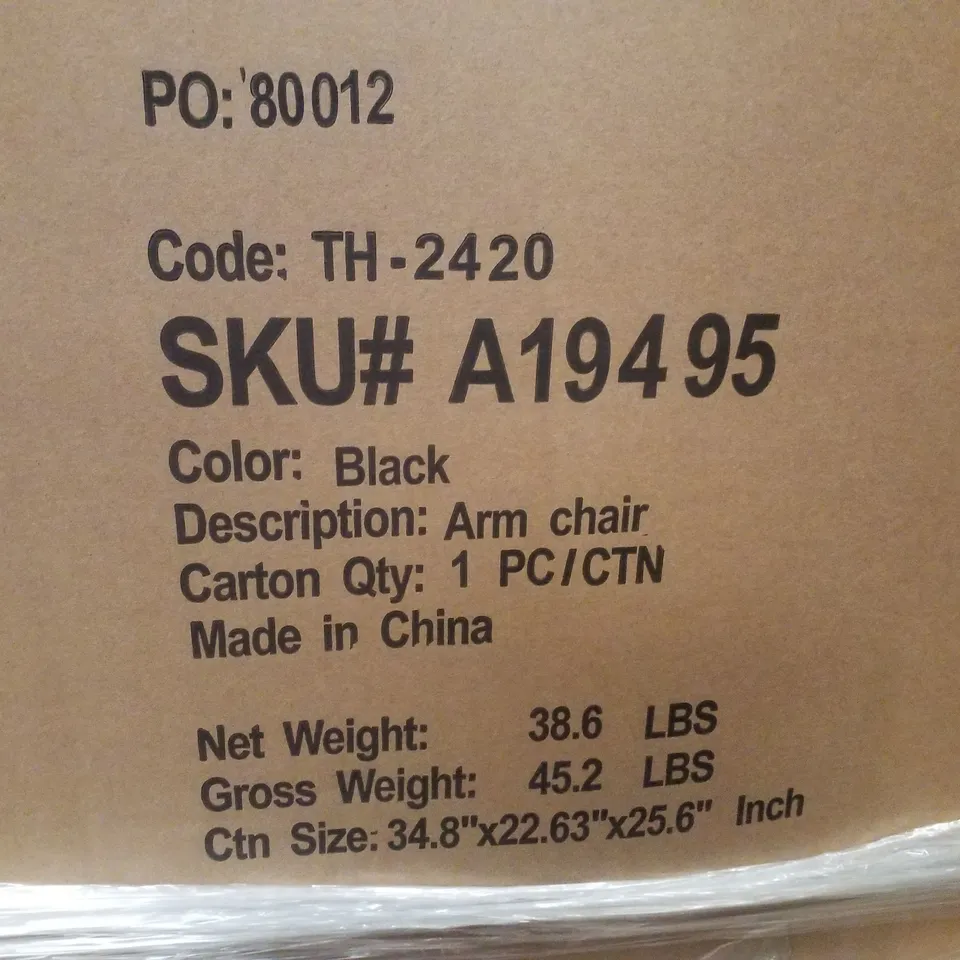 PO: '80012
Code: TH-2420
SKU# A19495
Color: Black
Description: Arm chair
Carton Qty: 1 PC/CTN
Made in China
Net Weight: 38.6 LBS
Gross Weight: 45.2 LBS
Ctn Size: 34.8"x22.63"x25.6" Inch